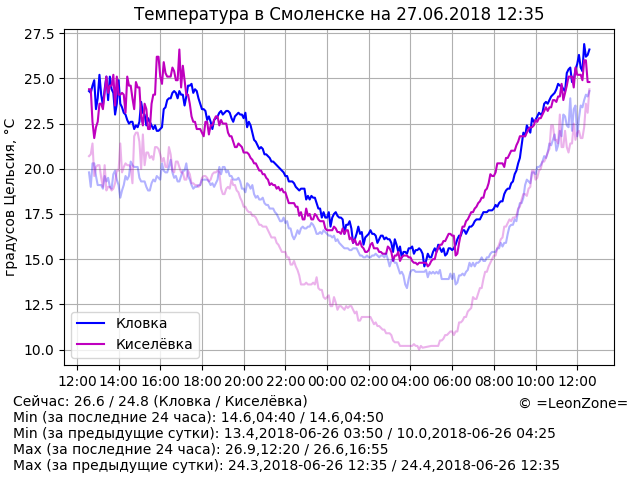 Температура в Смоленске на 27.06.2018 12:35
27.5
25.0
22.5
20.0
17.5
15.0
12.5
10.0
градусов Цельсия, °C
Кловка
Киселёвка
12:00 14:00 16:00 18:00 20:00 22:00 00:00 02:00 04:00 06:00 08:00 10:00 12:00
Сейчас: 26.6 / 24.8 (Кловка / Киселёвка)
© =LeonZone=
Min (за последние 24 часа): 14.6,04:40 / 14.6,04:50
Min (за предыдущие сутки): 13.4,2018-06-26 03:50 / 10.0,2018-06-26 04:25
Max (за последние 24 часа): 26.9,12:20 / 26.6,16:55
Max (за предыдущие сутки): 24.3,2018-06-26 12:35 / 24.4,2018-06-26 12:35